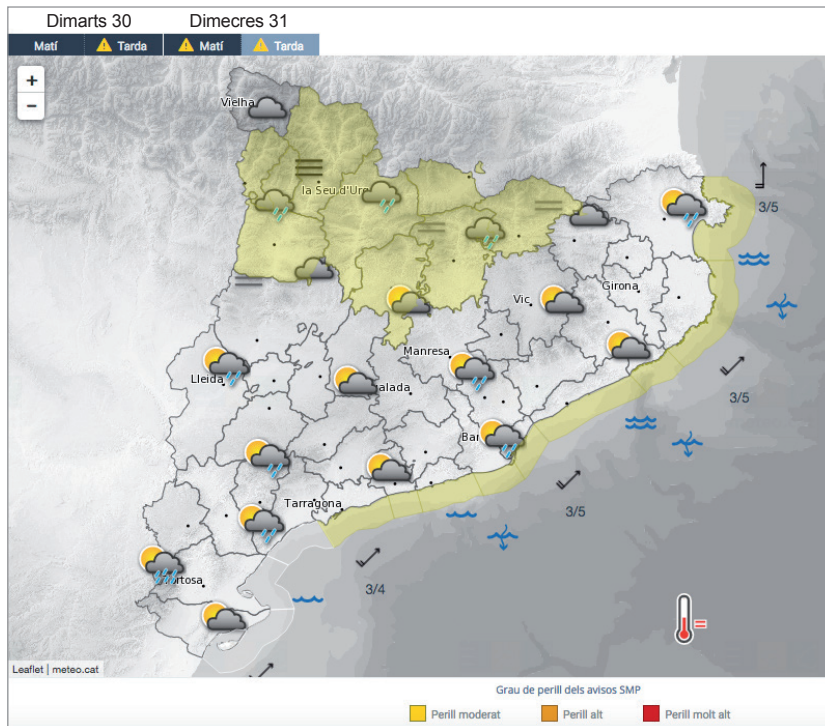 Dimarts 30 Dimecres 31
Matí Tarda Matí Tarda
+
−
Vielha
la Seu d'Urg
3/5
Vic
Girona
Manresa
Lleida
alada
3/5
Bar
Tarragona
3/5
tosa
3/4
=
Leaflet | meteo.cat
Grau de perill dels avisos SMP
Perill moderat Perill alt Perill molt alt